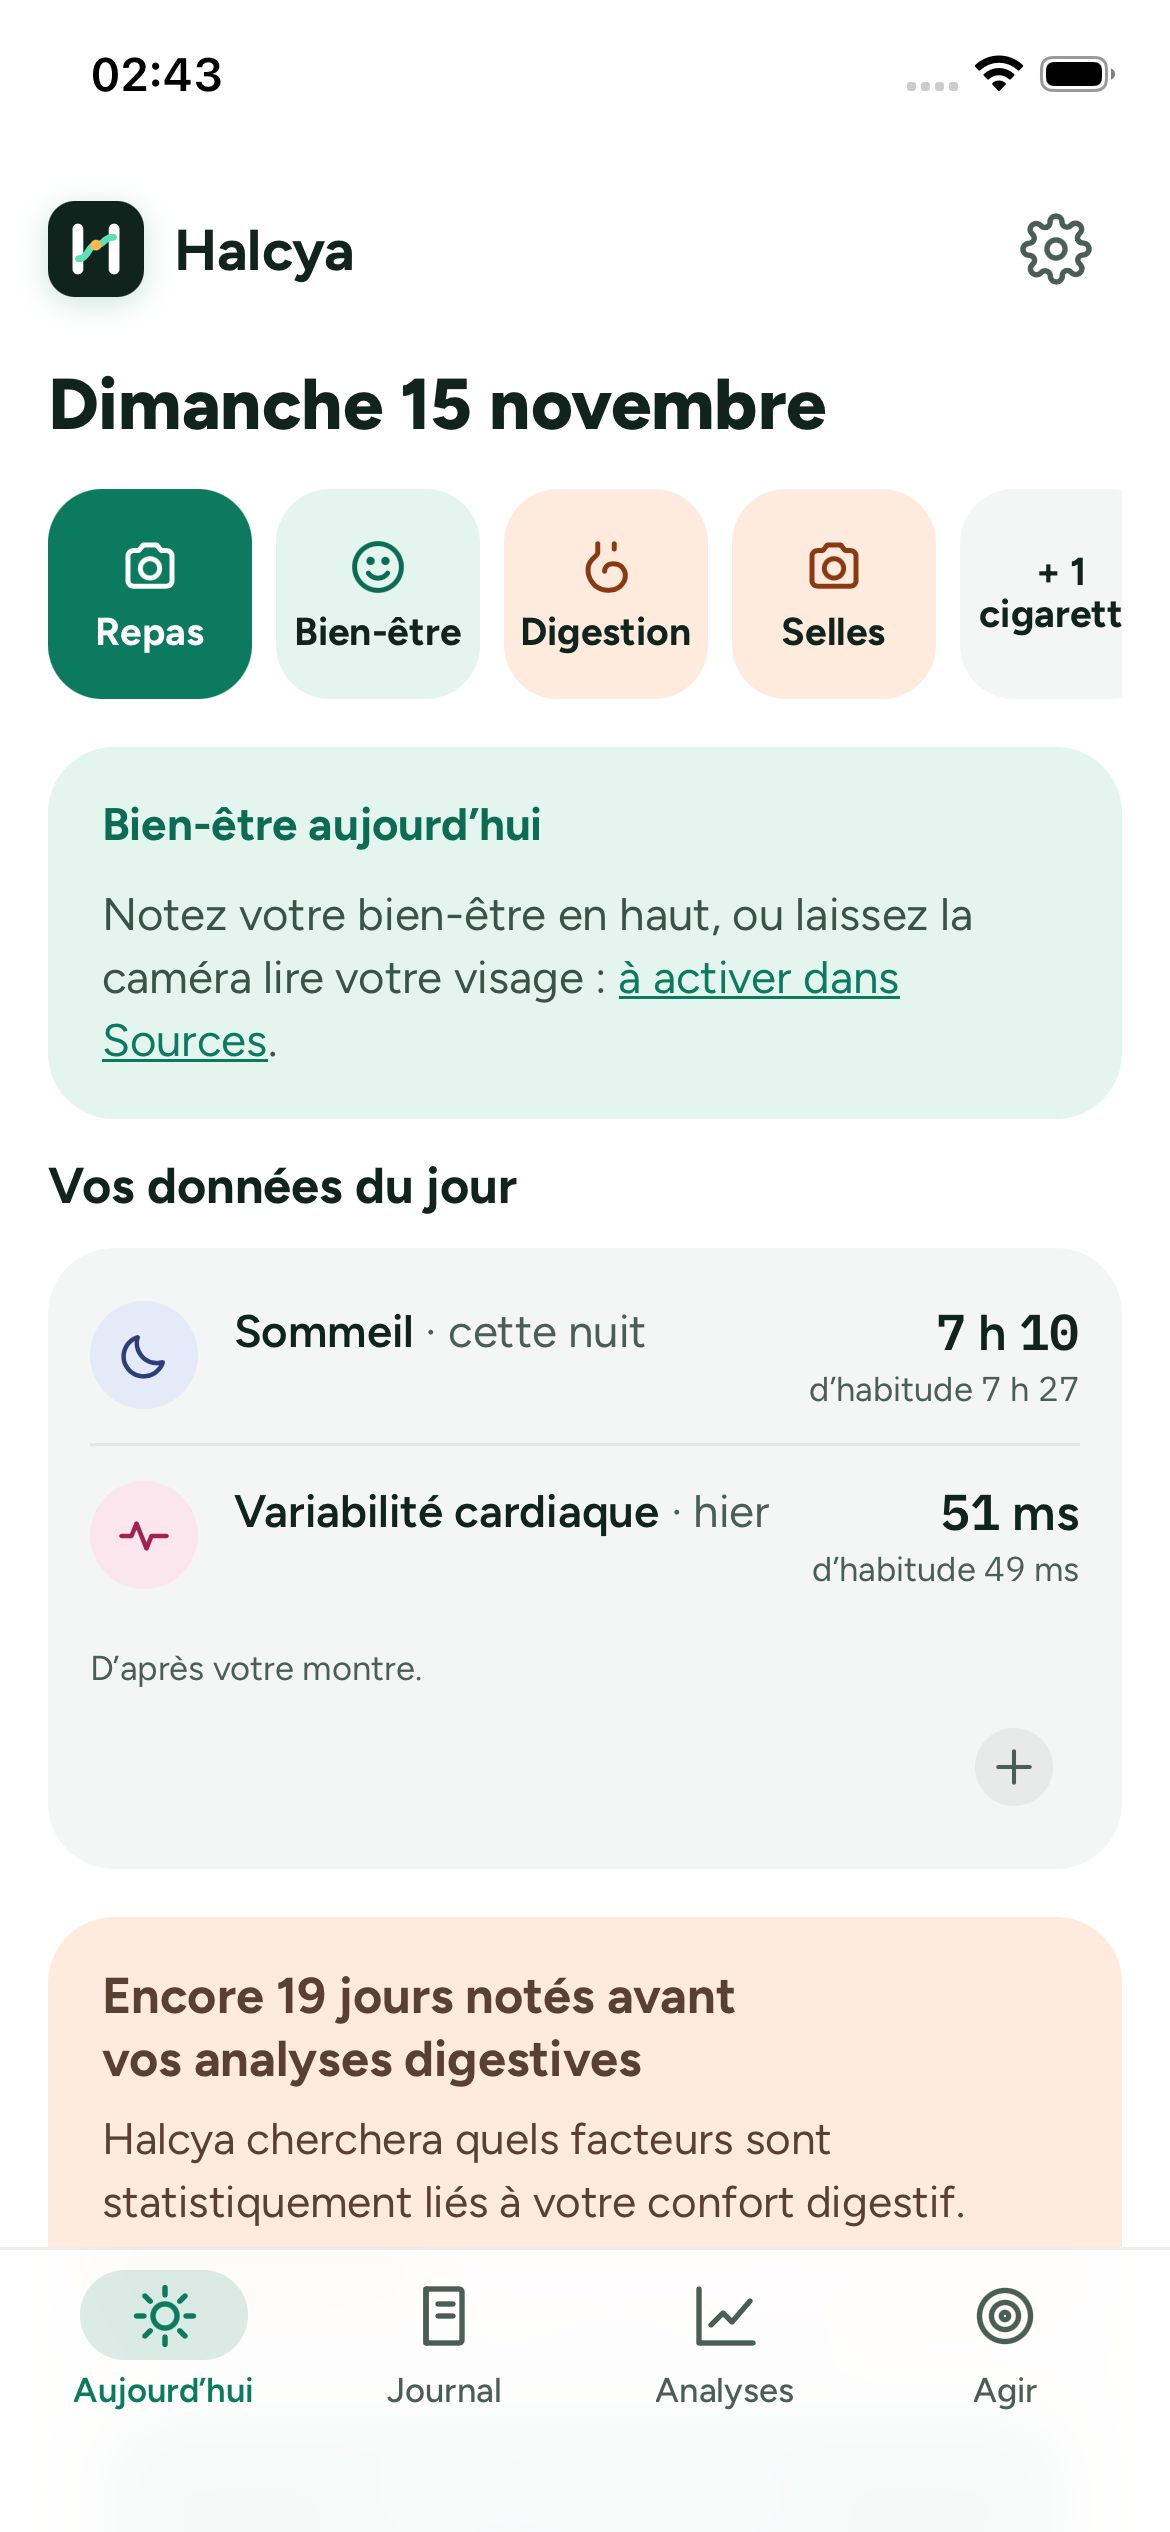 02:43
Halcya
Dimanche 15 novembre
Repas
Bien-être
Digestion
Selles
+ 1
cigarett
Bien-être aujourd’hui
Notez votre bien-être en haut, ou laissez la
caméra lire votre visage : à activer dans
Sources.
Vos données du jour
Sommeil · cette nuit
7 h 10
d’habitude 7 h 27
Variabilité cardiaque · hier
51 ms
d’habitude 49 ms
D’après votre montre.
Encore 19 jours notés avant
vos analyses digestives
Halcya cherchera quels facteurs sont
statistiquement liés à votre confort digestif.
Aujourd’hui
Journal
Analyses
Agir